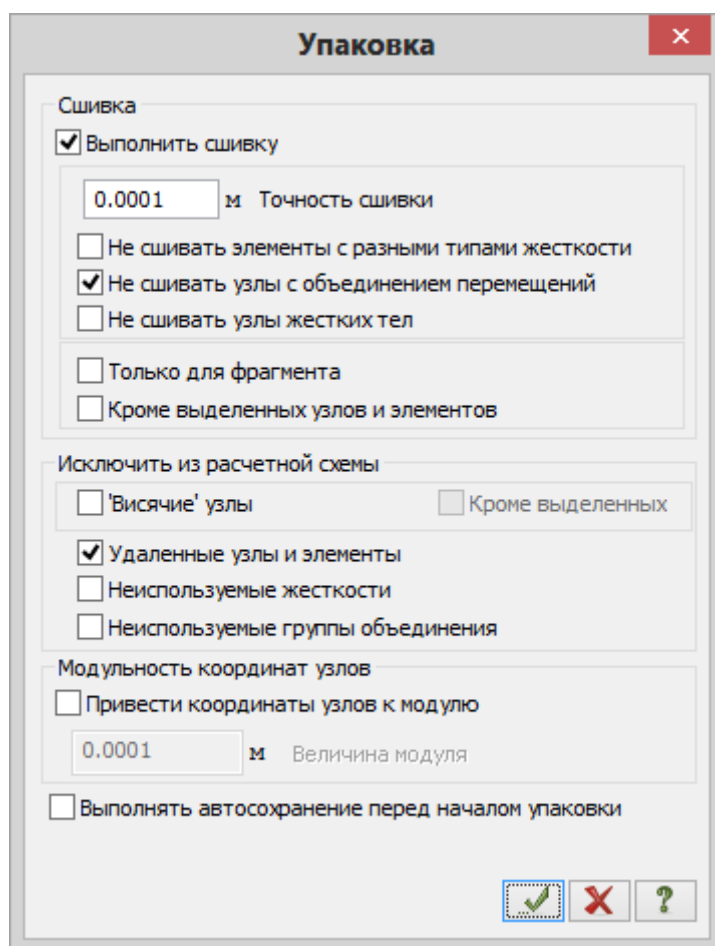 Упаковка
Сшивка
Выполнить сшивку
0.0001 м Точность сшивки
Не сшивать элементы с разными типами жесткости
Не сшивать узлы с объединением перемещений
Не сшивать узлы жестких тел
Только для фрагмента
Кроме выделенных узлов и элементов
Исключить из расчетной схемы
'Висячие' узлы Кроме выделенных
Удаленные узлы и элементы
Неиспользуемые жесткости
Неиспользуемые группы объединения
Модульность координат узлов
Привести координаты узлов к модулю
0.0001 м Величина модуля
Выполнять автосохранение перед началом упаковки
?